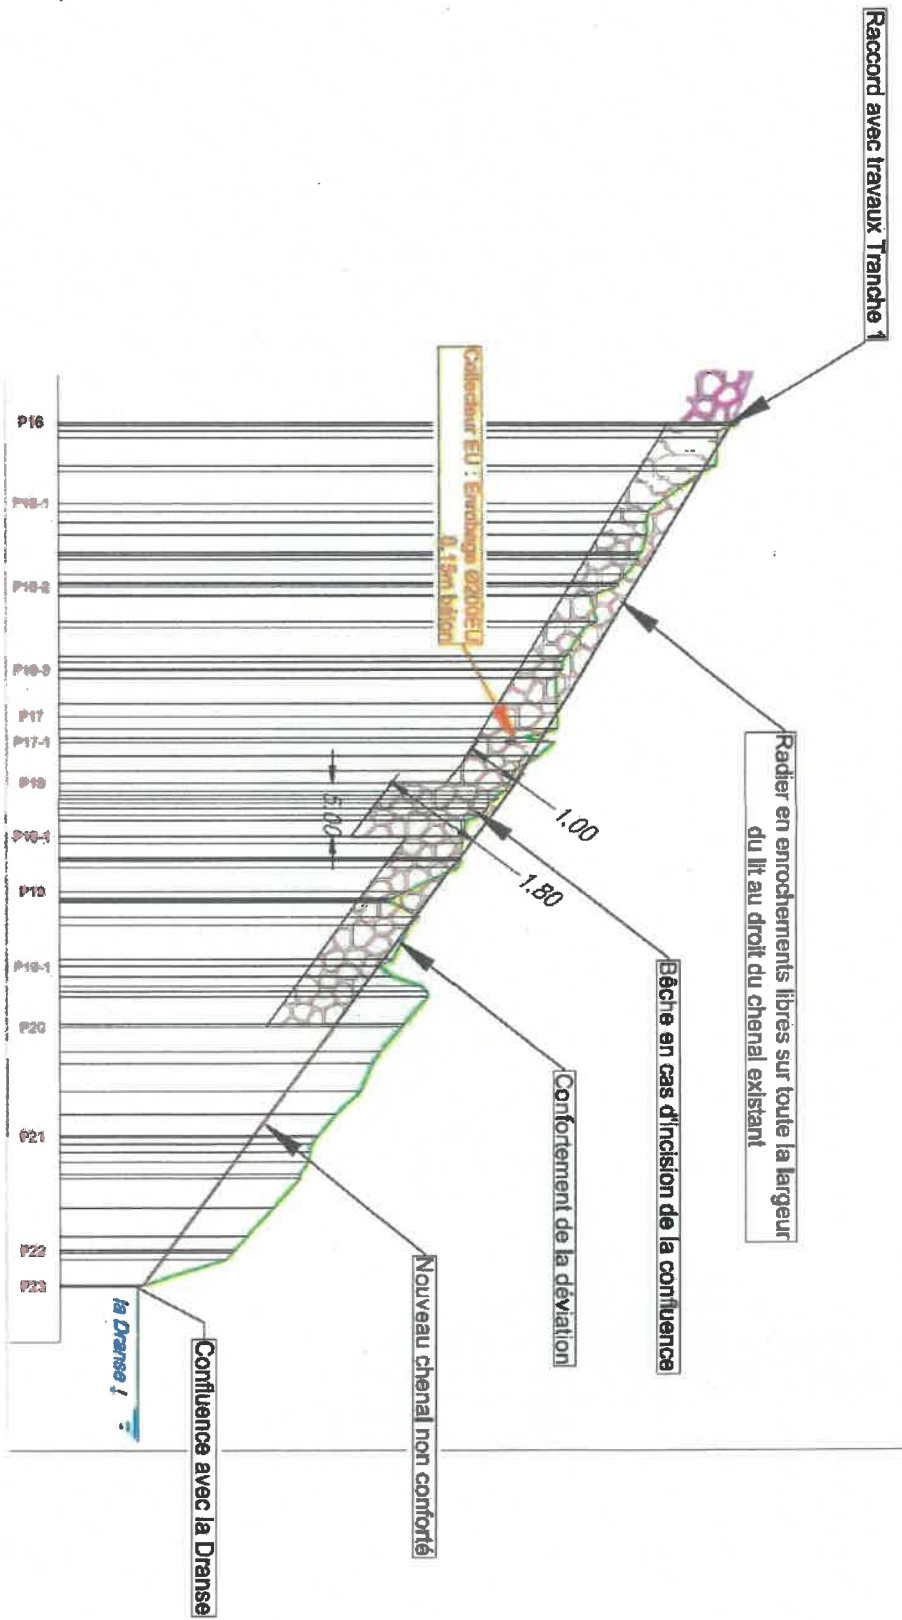 Raccord avec travaux Tranche 1
Radier en enrochements libres sur toute la largeur
du lit au droit du chenal existant
Bêche en cas d'incision de la confluence
Confortement de la déviation
Nouveau chenal non conforté
Confluence avec la Dranse
Collecteur EU : Enrobage Ø200EU
0.15m béton
1.00
1.80
5.00
la Dranse
P16
P16-1
P16-2
P16-3
P17
P17-1
P18
P18-1
P19
P19-1
P20
P21
P22
P23